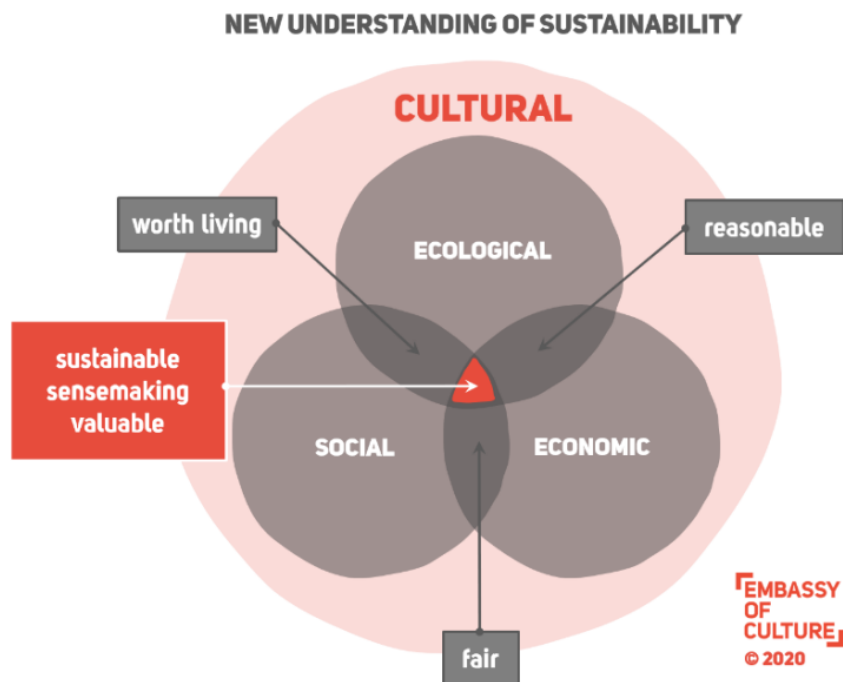 NEW UNDERSTANDING OF SUSTAINABILITY
CULTURAL
worth living
reasonable
ECOLOGICAL
sustainable
sensemaking
valuable
SOCIAL
ECONOMIC
fair
EMBASSY
OF
CULTURE
© 2020